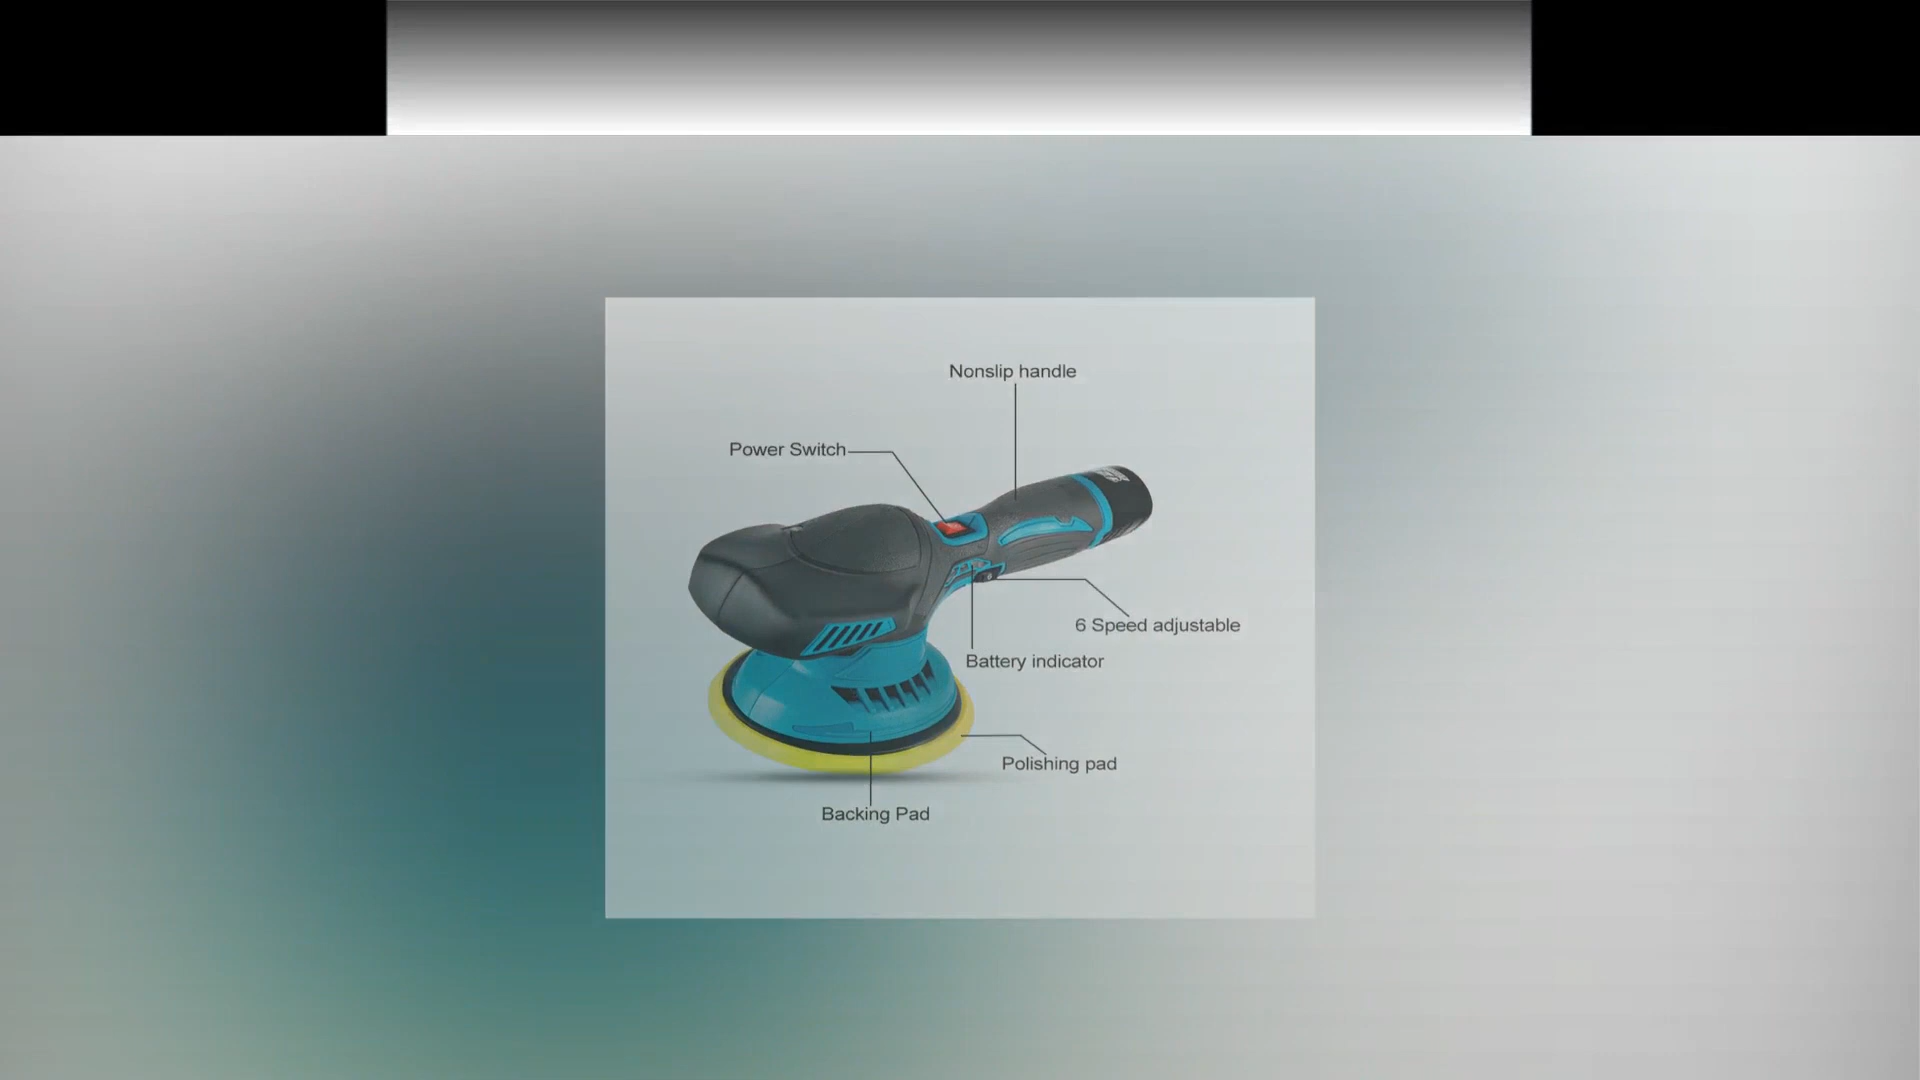 Nonslip handle
Power Switch
6 Speed adjustable
Battery indicator
Polishing pad
Backing Pad